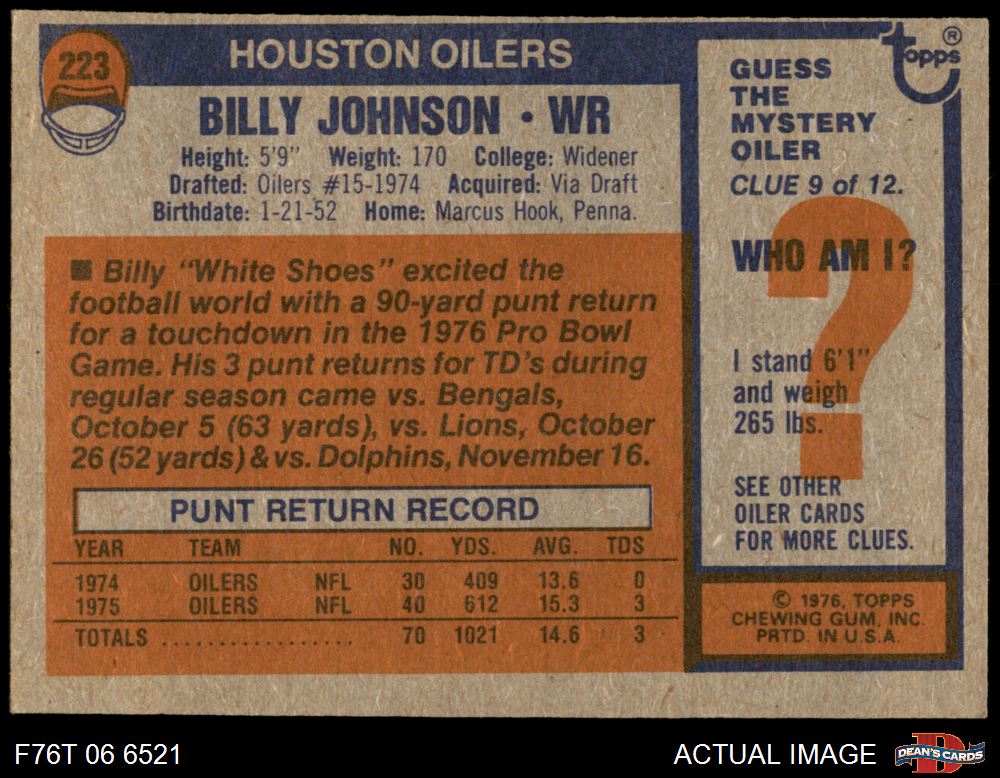 223
HOUSTON OILERS
BILLY JOHNSON • WR
Height: 5'9" Weight: 170 College: Widener
Drafted: Oilers #15-1974 Acquired: Via Draft
Birthdate: 1-21-52 Home: Marcus Hook, Penna.
■ Billy "White Shoes" excited the
football world with a 90-yard punt return
for a touchdown in the 1976 Pro Bowl
Game. His 3 punt returns for TD's during
regular season came vs. Bengals,
October 5 (63 yards), vs. Lions, October
26 (52 yards) & vs. Dolphins, November 16.
PUNT RETURN RECORD
YEAR TEAM NO. YDS. AVG. TDS
1974 OILERS NFL 30 409 13.6 0
1975 OILERS NFL 40 612 15.3 3
TOTALS .................. 70 1021 14.6 3
topps ®
GUESS
THE
MYSTERY
OILER
CLUE 9 of 12.
WHO AM I?
?
I stand 6'1"
and weigh
265 lbs.
SEE OTHER
OILER CARDS
FOR MORE CLUES.
© 1976, TOPPS
CHEWING GUM, INC.
PRTD. IN U.S.A.
F76T 06 6521
ACTUAL IMAGE
D
DEAN'S CARDS